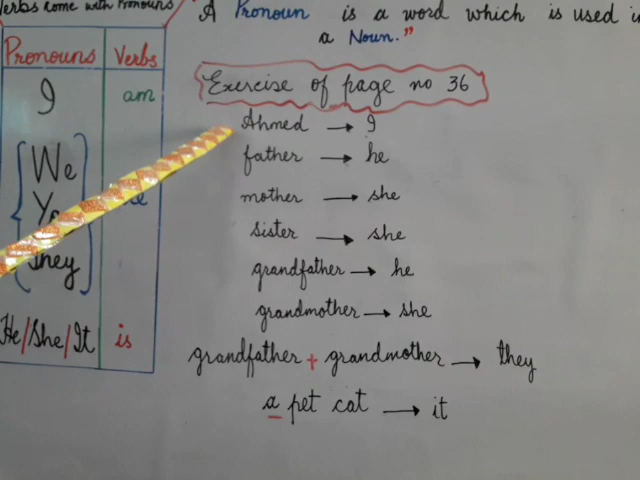 Verbs come with Pronouns
Pronouns Verbs
I am
We
They
He/She/It is
"A Pronoun is a word which is used
a Noun."
Exercise of page no 36
Ahmed → I
father → he
mother → she
sister → she
grandfather → he
grandmother → she
grandfather + grandmother → they
a pet cat → it